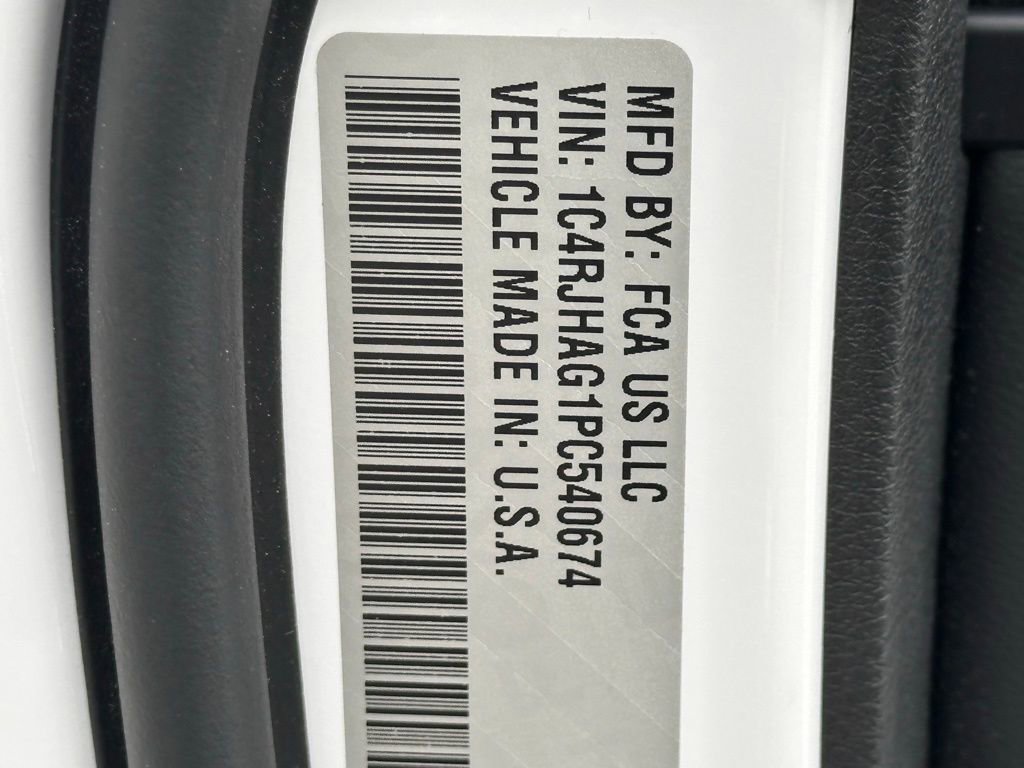 MFD BY: FCA US LLC
VIN: 1C4RJHAG1PC540674
VEHICLE MADE IN: U.S.A.